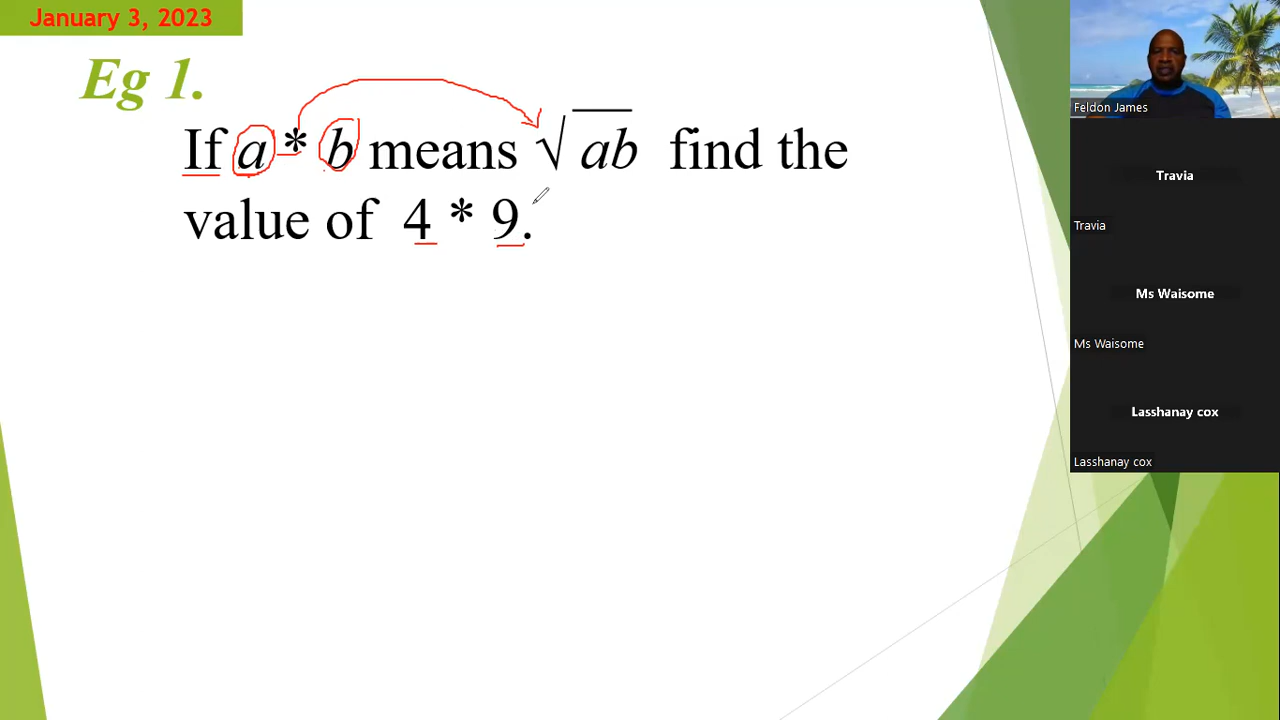 January 3, 2023
Eg 1.
If a * b means √ab find the
value of 4 * 9.
Feldon James
Travia
Travia
Ms Waisome
Ms Waisome
Lasshanay cox
Lasshanay cox